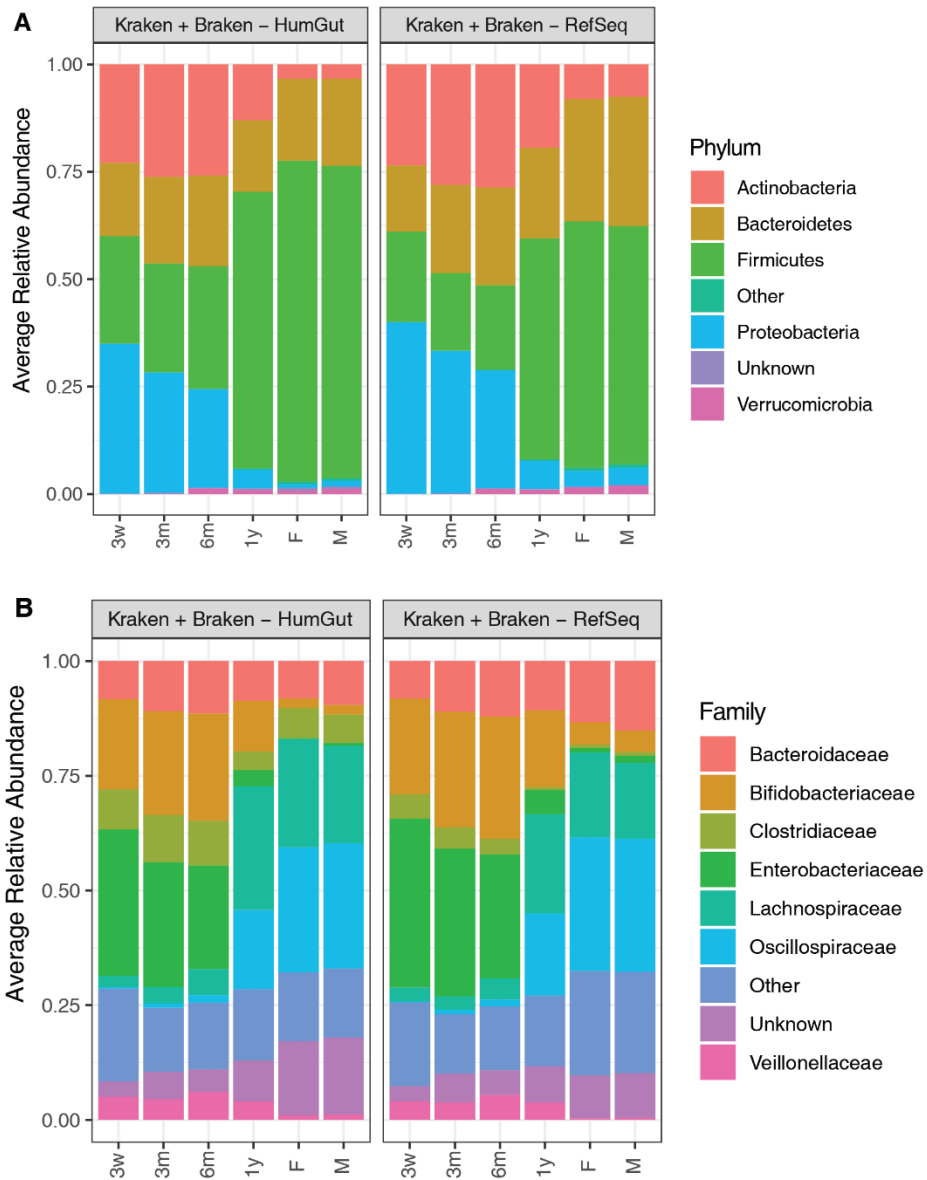 A
Kraken + Braken – HumGut
Kraken + Braken – RefSeq
Average Relative Abundance
1.00
0.75
0.50
0.25
0.00
3w
3m
6m
1y
F
M
3w
3m
6m
1y
F
M
Phylum
Actinobacteria
Bacteroidetes
Firmicutes
Other
Proteobacteria
Unknown
Verrucomicrobia
B
Kraken + Braken – HumGut
Kraken + Braken – RefSeq
Average Relative Abundance
1.00
0.75
0.50
0.25
0.00
3w
3m
6m
1y
F
M
3w
3m
6m
1y
F
M
Family
Bacteroidaceae
Bifidobacteriaceae
Clostridiaceae
Enterobacteriaceae
Lachnospiraceae
Oscillospiraceae
Other
Unknown
Veillonellaceae